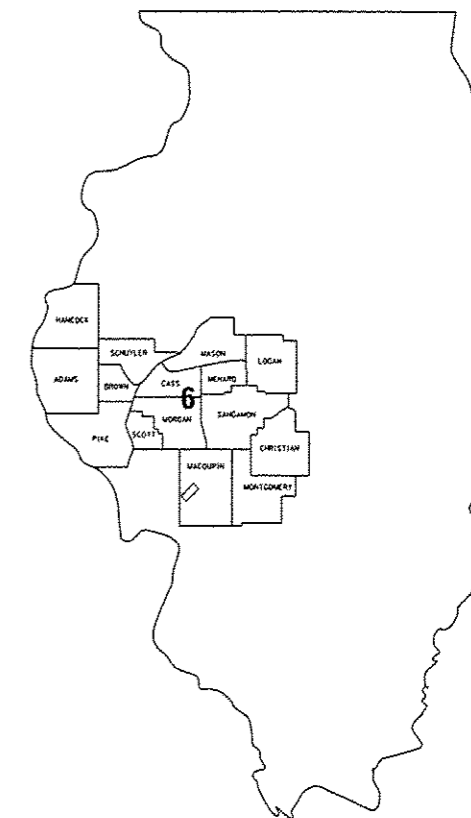 HANCOCK
ADAMS
SCHUYLER
BROWN
PIKE
CASS
MASON
MENARD
LOGAN
6
MORGAN
SCOTT
SANGAMON
CHRISTIAN
MACOUPIN
MONTGOMERY